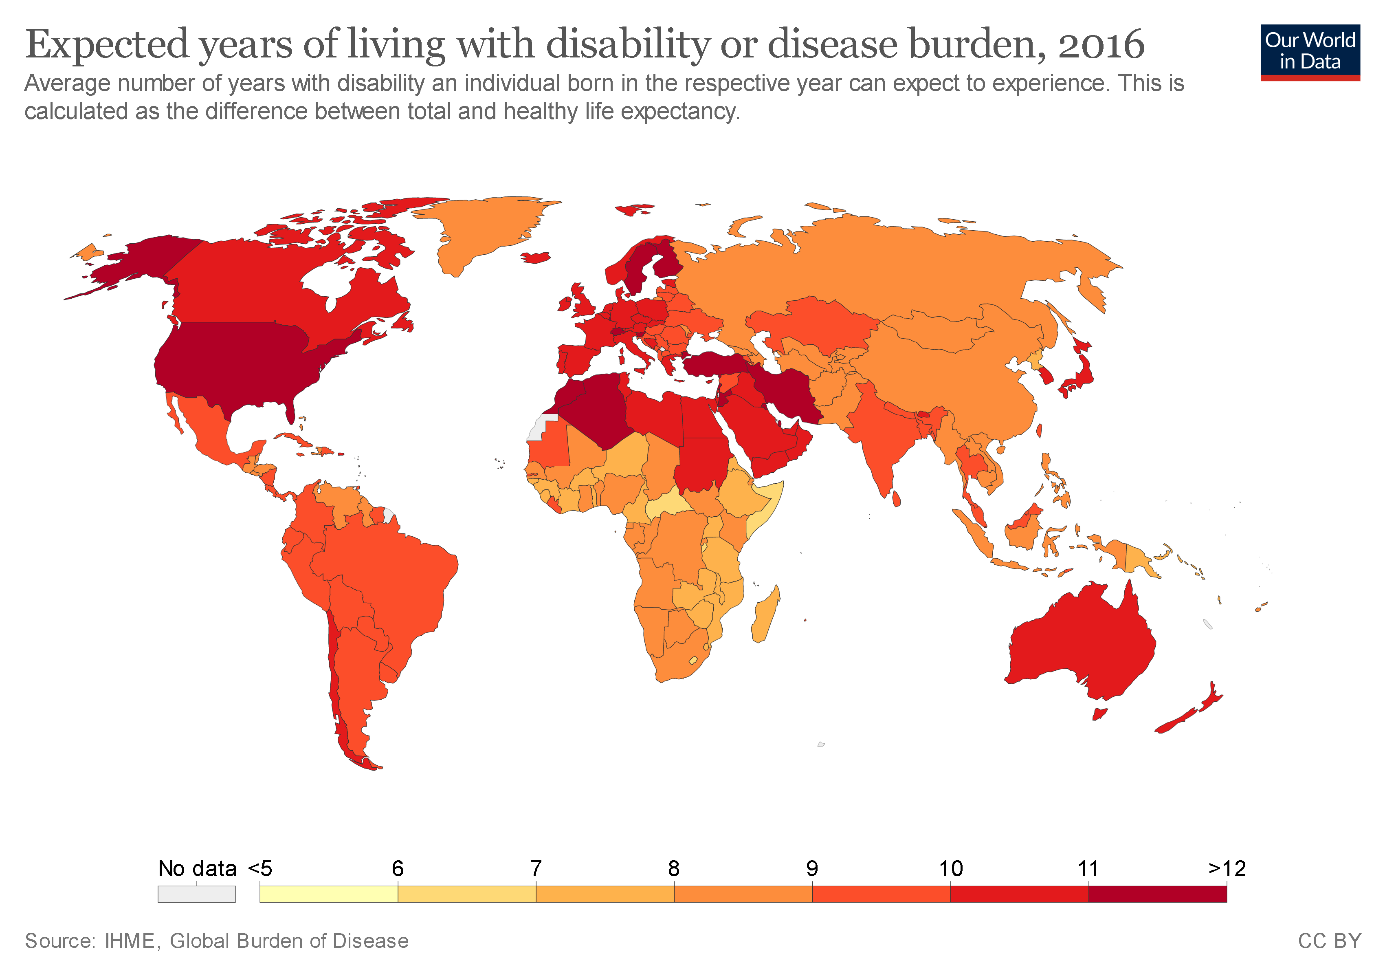 Expected years of living with disability or disease burden, 2016
Our World
in Data
Average number of years with disability an individual born in the respective year can expect to experience. This is
calculated as the difference between total and healthy life expectancy.
No data <5 6 7 8 9 10 11 >12
Source: IHME, Global Burden of Disease
CC BY